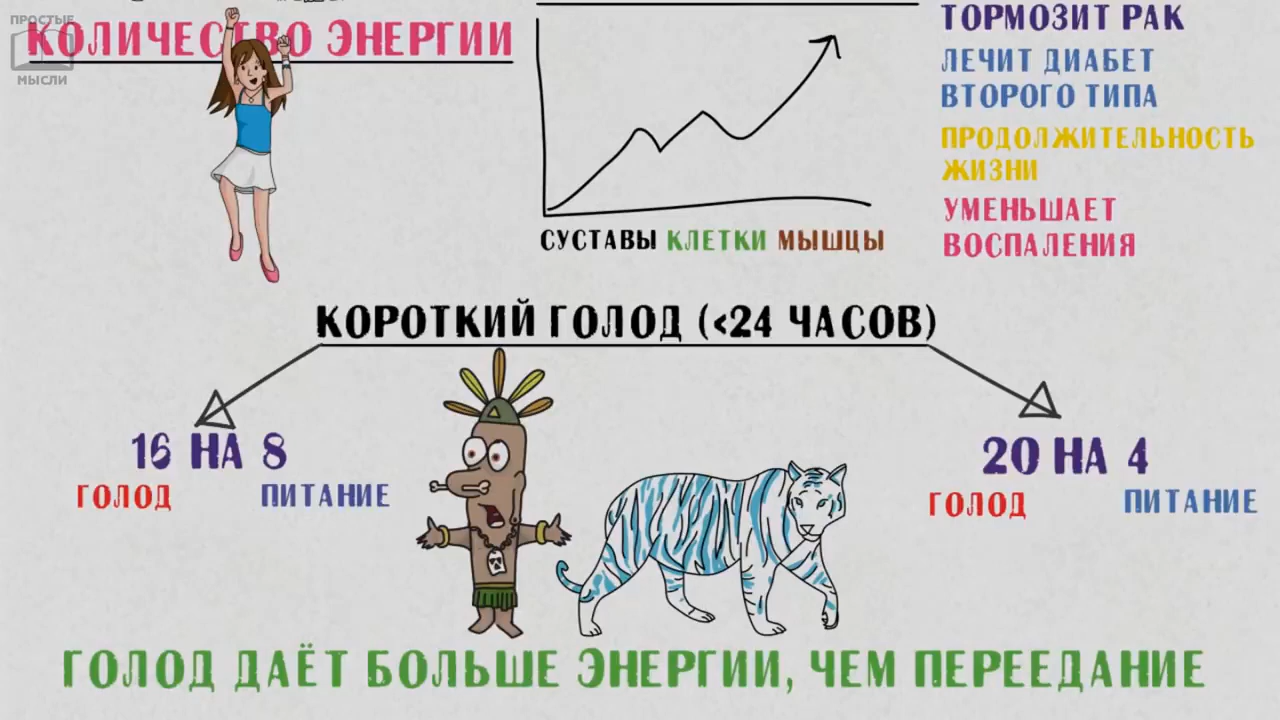 ПРОСТЫЕ
МЫСЛИ
КОЛИЧЕСТВО ЭНЕРГИИ
СУСТАВЫ КЛЕТКИ МЫШЦЫ
ТОРМОЗИТ РАК
ЛЕЧИТ ДИАБЕТ
ВТОРОГО ТИПА
ПРОДОЛЖИТЕЛЬНОСТЬ
ЖИЗНИ
УМЕНЬШАЕТ
ВОСПАЛЕНИЯ
КОРОТКИЙ ГОЛОД (<24 ЧАСОВ)
16 НА 8
ГОЛОД ПИТАНИЕ
20 НА 4
ГОЛОД ПИТАНИЕ
ГОЛОД ДАЁТ БОЛЬШЕ ЭНЕРГИИ, ЧЕМ ПЕРЕЕДАНИЕ